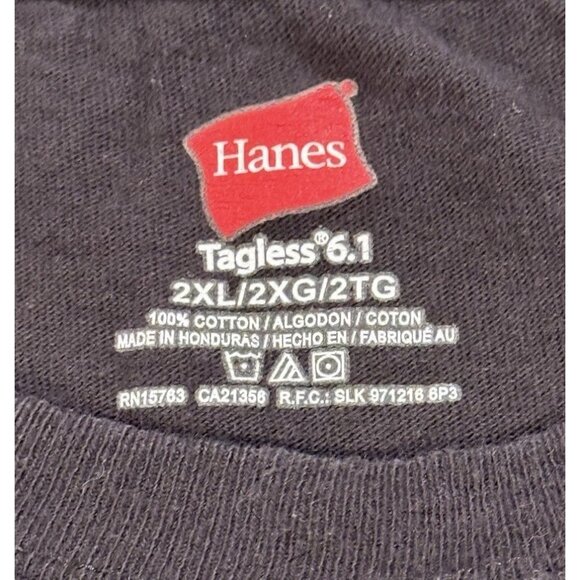 Hanes
Tagless® 6.1
2XL/2XG/2TG
100% COTTON / ALGODON / COTON
MADE IN HONDURAS / HECHO EN / FABRIQUÉ AU
RN15763 CA21356 R.F.C.: SLK 971216 6P3